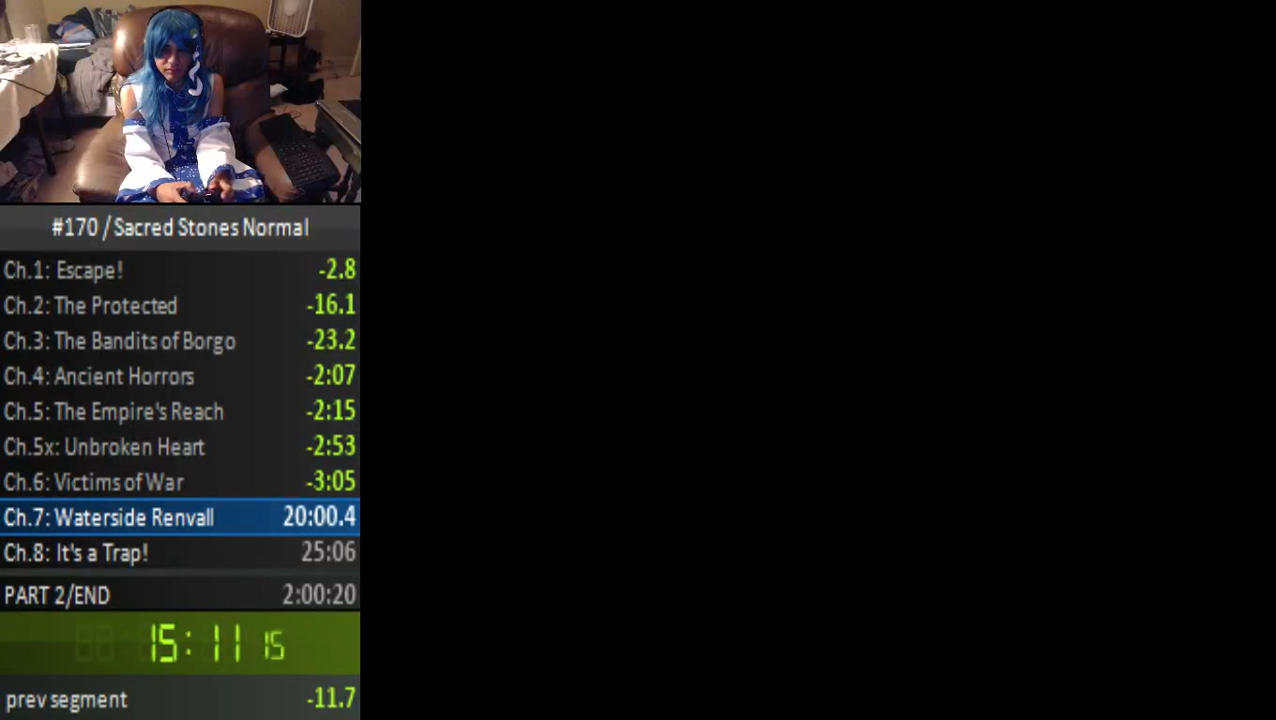 #170 / Sacred Stones Normal
Ch.1: Escape! -2.8
Ch.2: The Protected -16.1
Ch.3: The Bandits of Borgo -23.2
Ch.4: Ancient Horrors -2:07
Ch.5: The Empire's Reach -2:15
Ch.5x: Unbroken Heart -2:53
Ch.6: Victims of War -3:05
Ch.7: Waterside Renvall 20:00.4
Ch.8: It's a Trap! 25:06
PART 2/END 2:00:20
15:11 15
prev segment -11.7